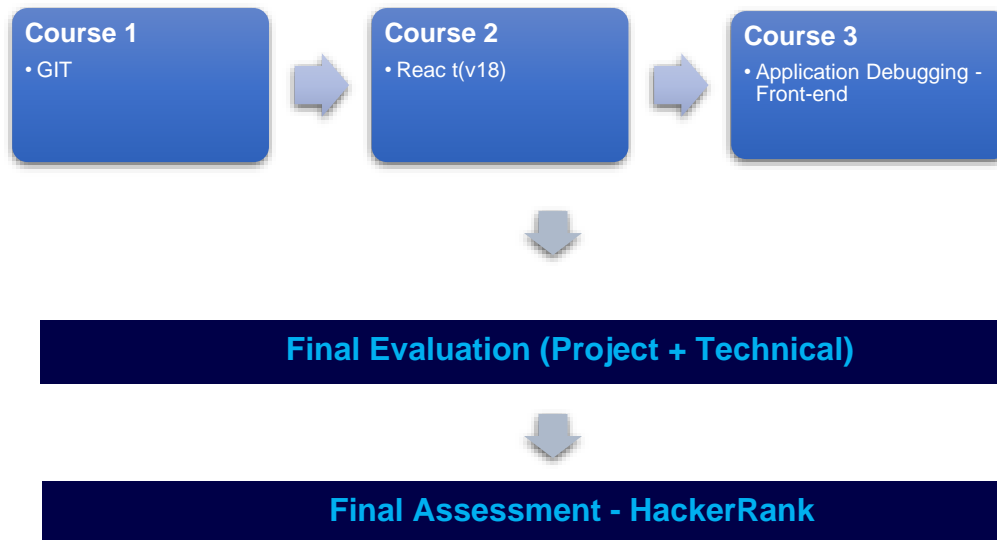 Course 1
• GIT
Course 2
• Reac t(v18)
Course 3
• Application Debugging -
Front-end
Final Evaluation (Project + Technical)
Final Assessment - HackerRank